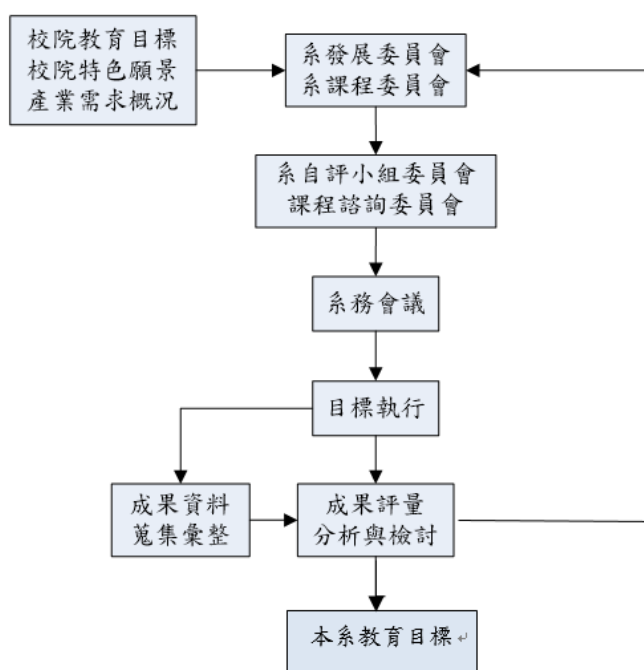 校院教育目標
校院特色願景
產業需求概況
系發展委員會
系課程委員會
系自評小組委員會
課程諮詢委員會
系務會議
目標執行
成果資料
蒐集彙整
成果評量
分析與檢討
本系教育目標